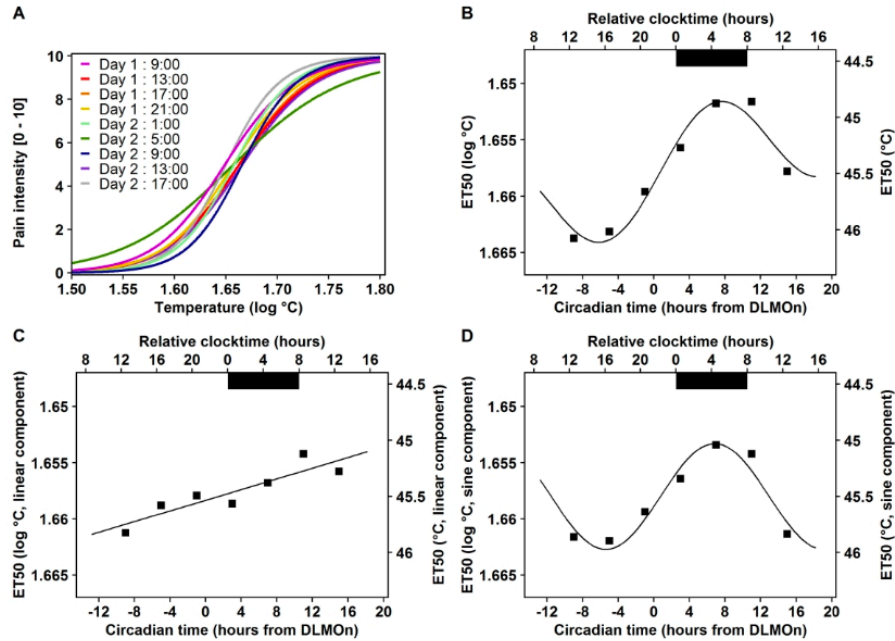 A
Pain intensity [0 - 10]
10
8
6
4
2
0
Day 1 : 9:00
Day 1 : 13:00
Day 1 : 17:00
Day 1 : 21:00
Day 2 : 1:00
Day 2 : 5:00
Day 2 : 9:00
Day 2 : 13:00
Day 2 : 17:00
1.50 1.55 1.60 1.65 1.70 1.75 1.80
Temperature (log °C)
B
Relative clocktime (hours)
8 12 16 20 0 4 8 12 16
ET50 (log °C)
1.65
1.655
1.66
1.665
44.5
45
45.5
46
ET50 (°C)
-12 -8 -4 0 4 8 12 16 20
Circadian time (hours from DLMOn)
C
Relative clocktime (hours)
8 12 16 20 0 4 8 12 16
ET50 (log °C, linear component)
1.65
1.655
1.66
1.665
44.5
45
45.5
46
ET50 (°C, linear component)
-12 -8 -4 0 4 8 12 16 20
Circadian time (hours from DLMOn)
D
Relative clocktime (hours)
8 12 16 20 0 4 8 12 16
ET50 (log °C, sine component)
1.65
1.655
1.66
1.665
44.5
45
45.5
46
ET50 (°C, sine component)
-12 -8 -4 0 4 8 12 16 20
Circadian time (hours from DLMOn)